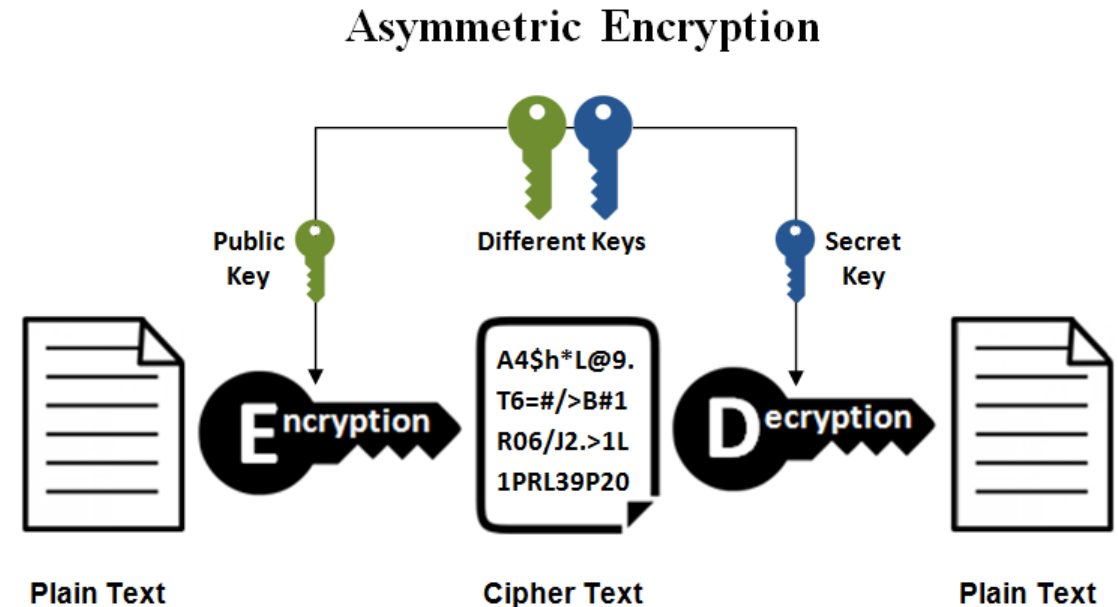 Asymmetric Encryption
Public
Key
Different Keys
Secret
Key
Encryption
A4$h*L@9.
T6=#/>B#1
R06/J2.>1L
1PRL39P20
Decryption
Plain Text
Cipher Text
Plain Text